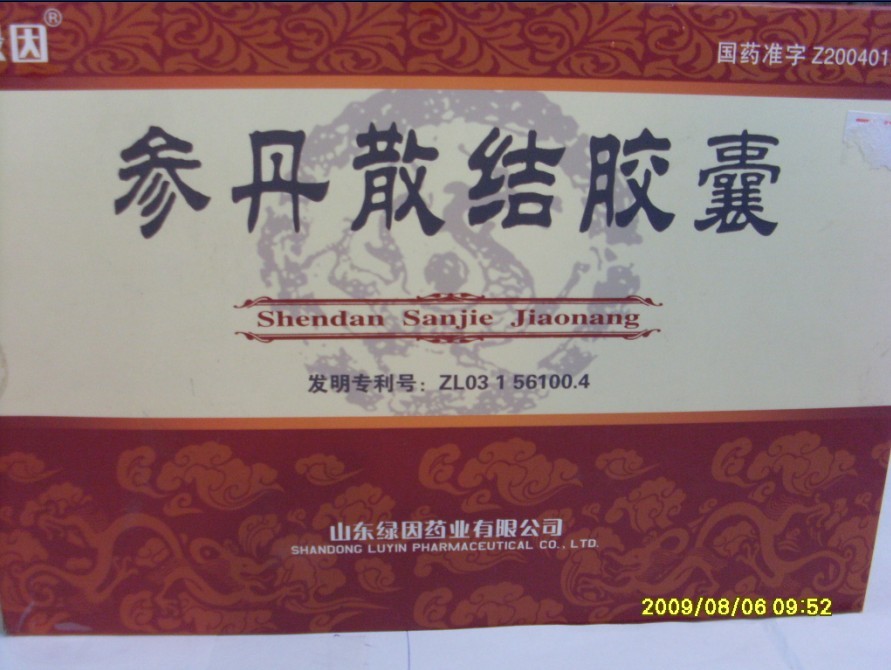 因®
国药准字 Z200401
参丹散结胶囊
Shendan Sanjie Jiaonang
发明专利号：ZL03 1 56100.4
山东绿因药业有限公司
SHANDONG LUYIN PHARMACEUTICAL CO., LTD.
2009/08/06 09:52